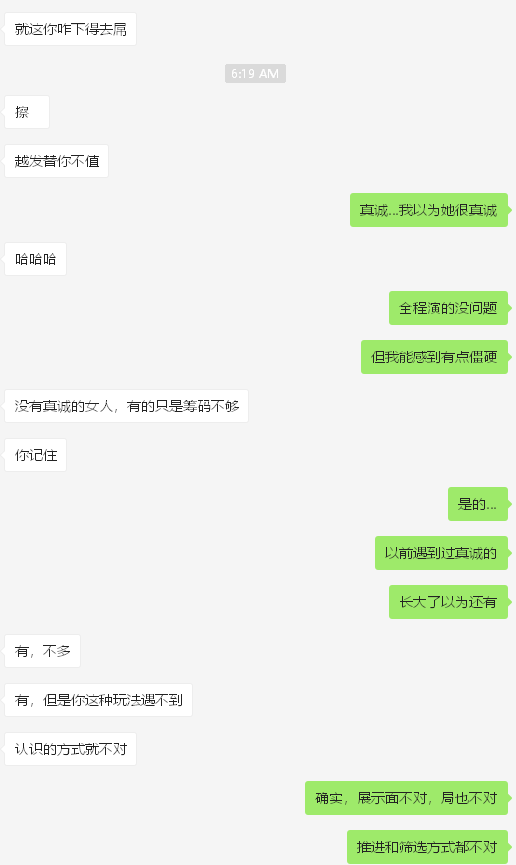 就这你咋下得去屌
6:19 AM
擦
越发替你不值
真诚...我以为她很真诚
哈哈哈
全程演的没问题
但我能感到有点僵硬
没有真诚的女人，有的只是筹码不够
你记住
是的...
以前遇到过真诚的
长大了以为还有
有，不多
有，但是你这种玩法遇不到
认识的方式就不对
确实，展示面不对，局也不对
推进和筛选方式都不对